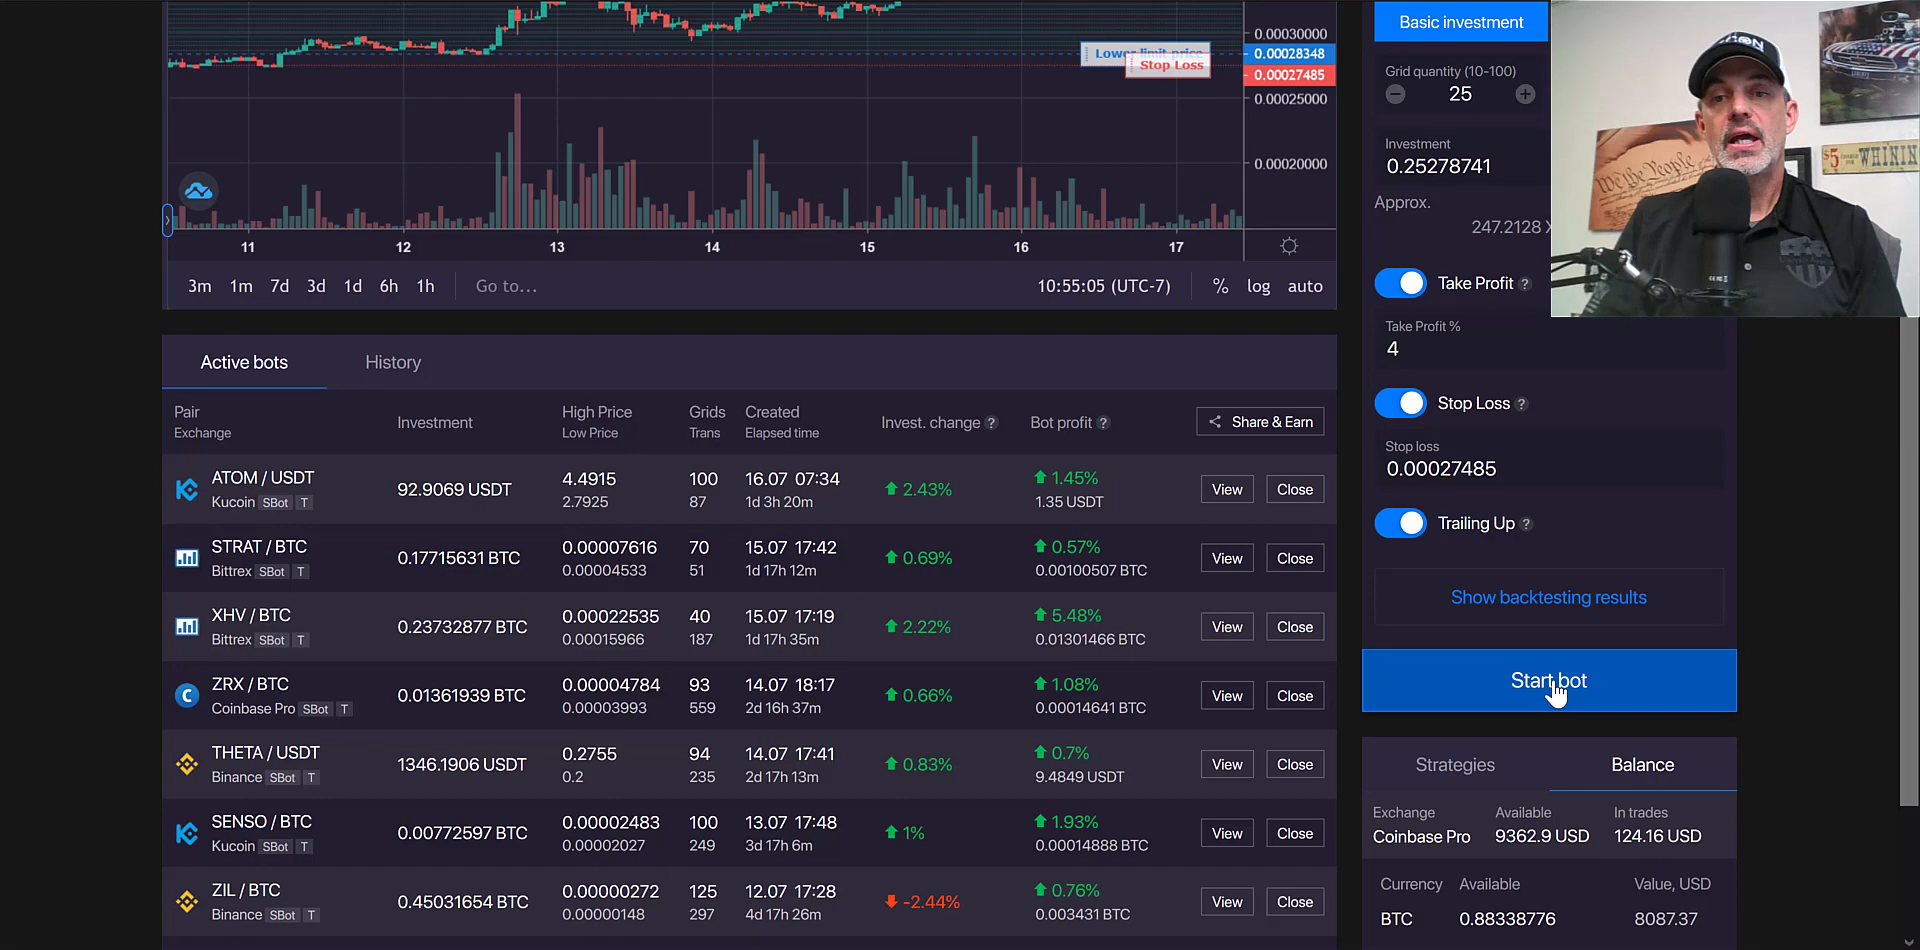 Basic investment
0.00030000
Lower limit price
0.00028348
Stop Loss
0.00027485
0.00025000
0.00020000
Grid quantity (10-100)
25
Investment
0.25278741
Approx.
247.2128
We the People
$5
WHINING
11 12 13 14 15 16 17
3m 1m 7d 3d 1d 6h 1h Go to... 10:55:05 (UTC-7) % log auto
Take Profit ?
Take Profit %
4
Stop Loss ?
Stop loss
0.00027485
Trailing Up ?
Show backtesting results
Start bot
Active bots History
Pair Investment High Price Grids Created Invest. change ? Bot profit ? Share & Earn
Exchange Low Price Trans Elapsed time
ATOM / USDT 92.9069 USDT 4.4915 100 16.07 07:34 2.43% 1.45% View Close
Kucoin SBot T 2.7925 87 1d 3h 20m 1.35 USDT
STRAT / BTC 0.17715631 BTC 0.00007616 70 15.07 17:42 0.69% 0.57% View Close
Bittrex SBot T 0.00004533 51 1d 17h 12m 0.00100507 BTC
XHV / BTC 0.23732877 BTC 0.00022535 40 15.07 17:19 2.22% 5.48% View Close
Bittrex SBot T 0.00015966 187 1d 17h 35m 0.01301466 BTC
ZRX / BTC 0.01361939 BTC 0.00004784 93 14.07 18:17 0.66% 1.08% View Close
Coinbase Pro SBot T 0.00003993 559 2d 16h 37m 0.00014641 BTC
THETA / USDT 1346.1906 USDT 0.2755 94 14.07 17:41 0.83% 0.7% View Close
Binance SBot T 0.2 235 2d 17h 13m 9.4849 USDT
SENSO / BTC 0.00772597 BTC 0.00002483 100 13.07 17:48 1% 1.93% View Close
Kucoin SBot T 0.00002027 249 3d 17h 6m 0.00014888 BTC
ZIL / BTC 0.45031654 BTC 0.00000272 125 12.07 17:28 -2.44% 0.76% View Close
Binance SBot T 0.00000148 297 4d 17h 26m 0.003431 BTC
Strategies Balance
Exchange Available In trades
Coinbase Pro 9362.9 USD 124.16 USD
Currency Available Value, USD
BTC 0.88338776 8087.37